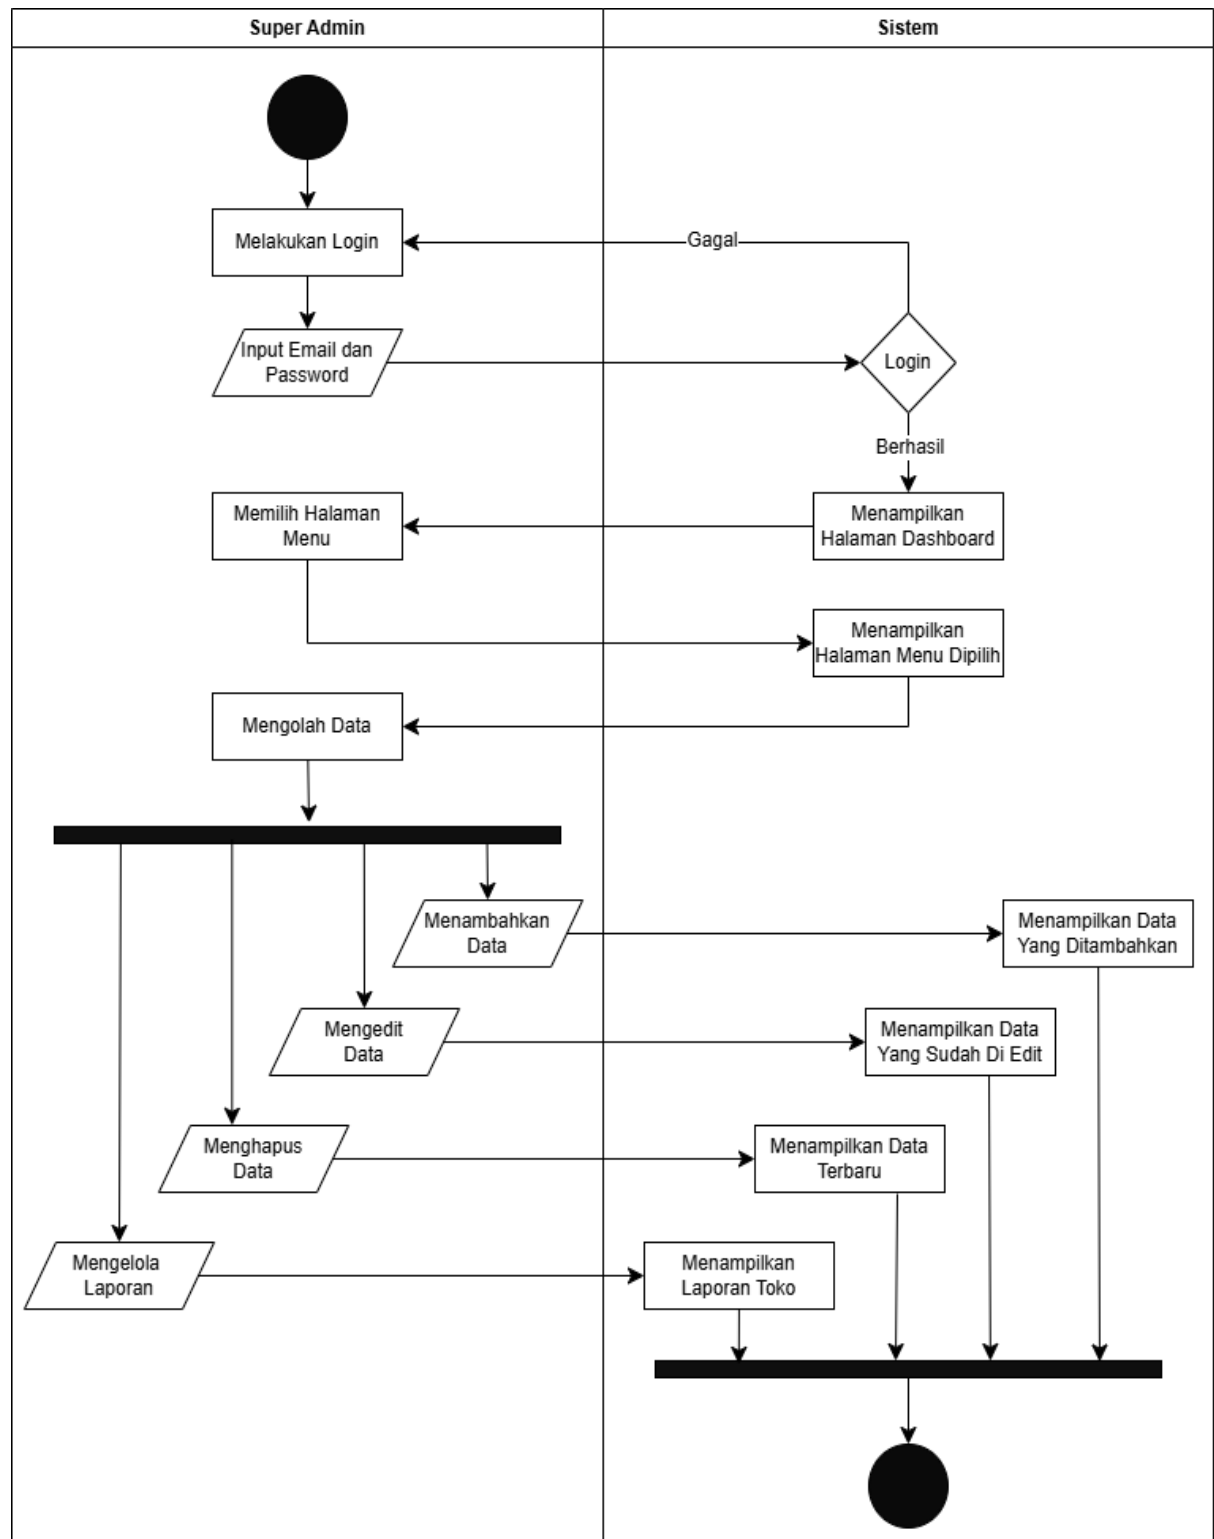 Super Admin
Sistem
Melakukan Login
Gagal
Input Email dan
Password
Login
Berhasil
Memilih Halaman
Menu
Menampilkan
Halaman Dashboard
Menampilkan
Halaman Menu Dipilih
Mengolah Data
Menambahkan
Data
Menampilkan Data
Yang Ditambahkan
Mengedit
Data
Menampilkan Data
Yang Sudah Di Edit
Menghapus
Data
Menampilkan Data
Terbaru
Mengelola
Laporan
Menampilkan
Laporan Toko